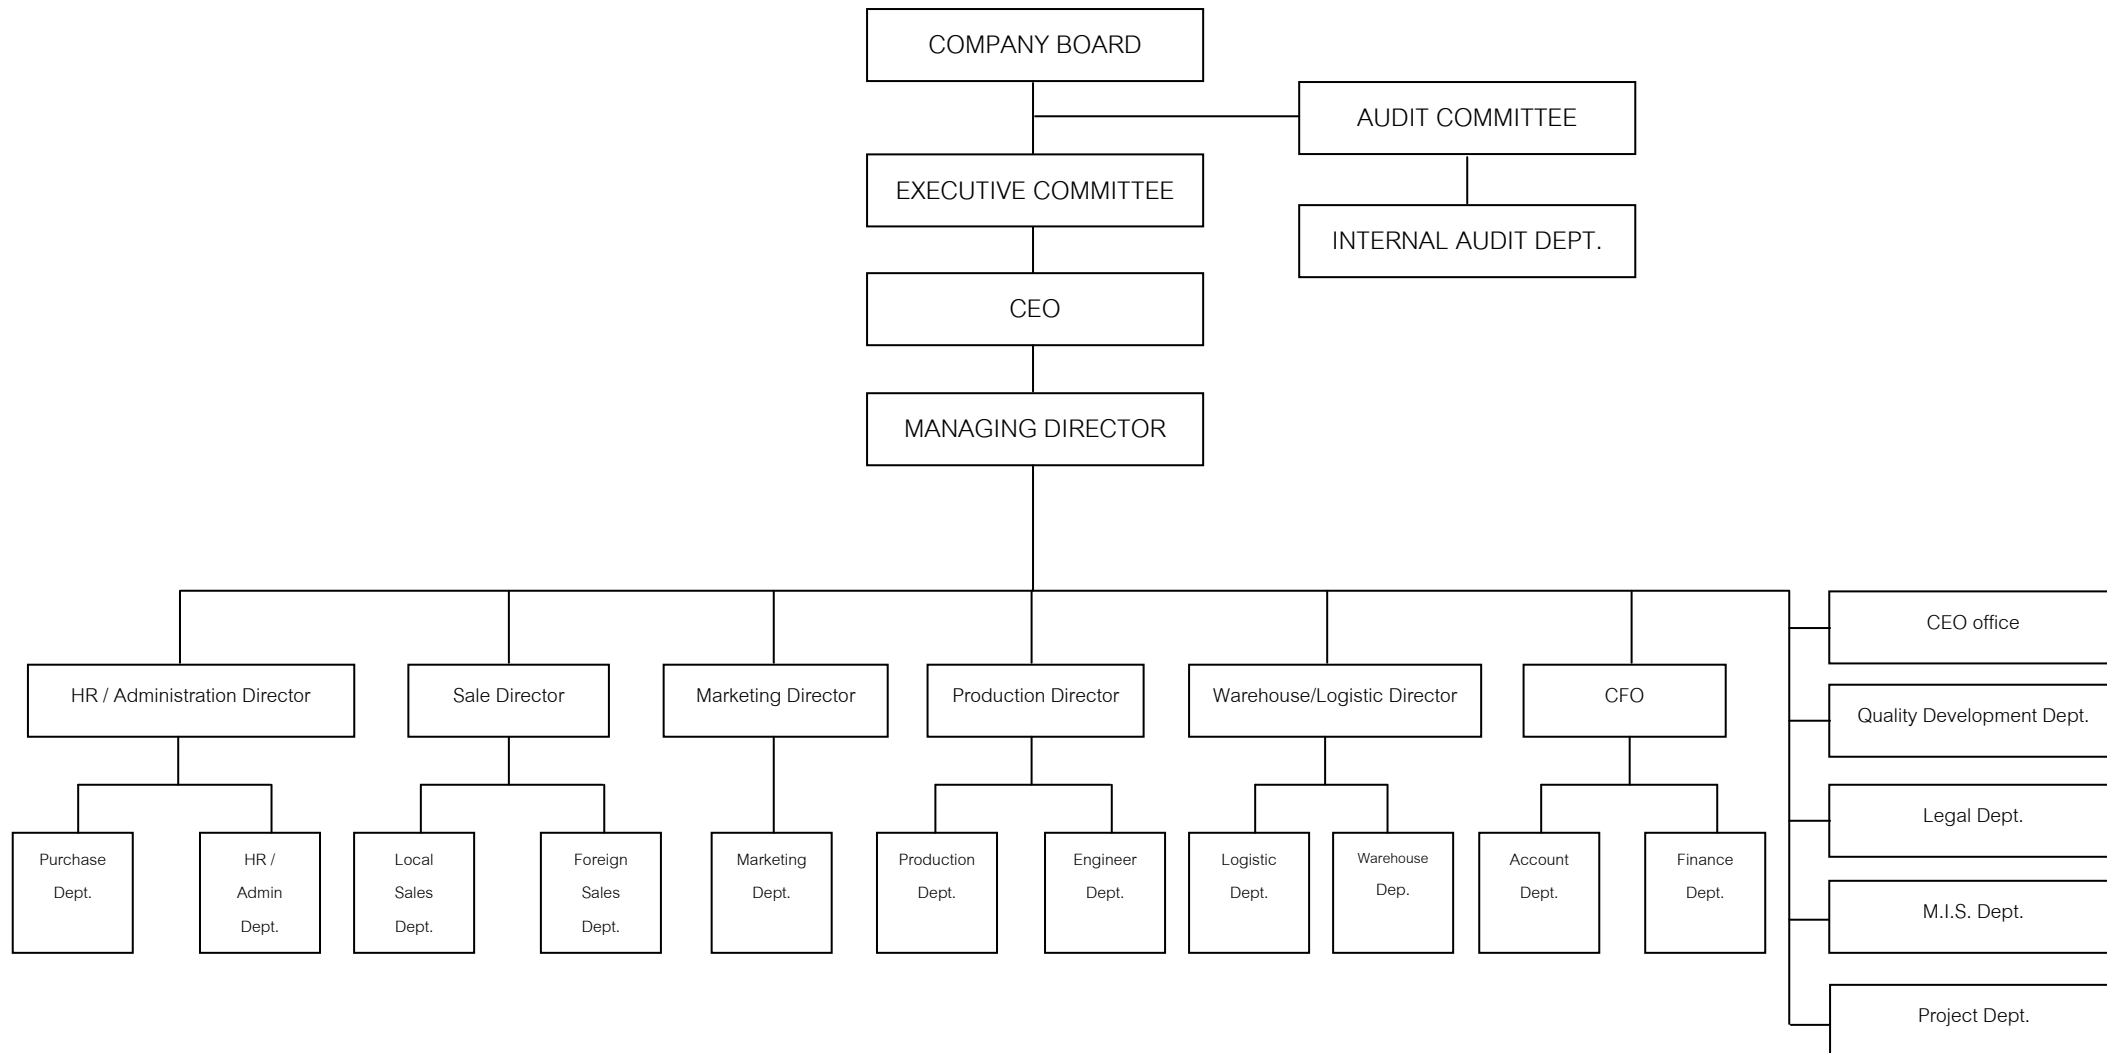 COMPANY BOARD
AUDIT COMMITTEE
EXECUTIVE COMMITTEE
INTERNAL AUDIT DEPT.
CEO
MANAGING DIRECTOR
CEO office
HR / Administration Director
Sale Director
Marketing Director
Production Director
Warehouse/Logistic Director
CFO
Quality Development Dept.
Legal Dept.
Purchase
Dept.
HR /
Admin
Dept.
Local
Sales
Dept.
Foreign
Sales
Dept.
Marketing
Dept.
Production
Dept.
Engineer
Dept.
Logistic
Dept.
Warehouse
Dep.
Account
Dept.
Finance
Dept.
M.I.S. Dept.
Project Dept.